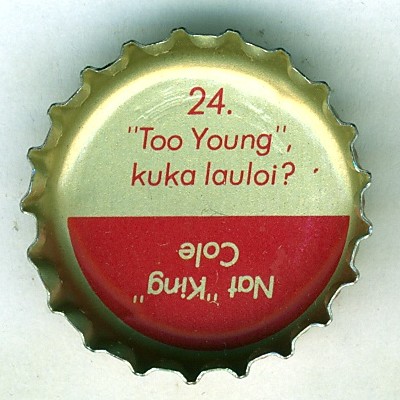 24.
"Too Young",
kuka lauloi?
Nat "King"
Cole